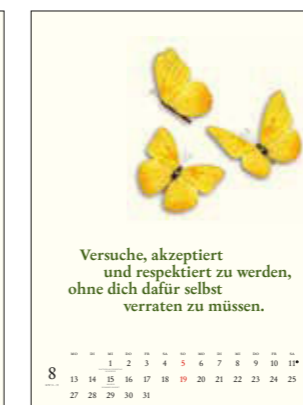 Versuche, akzeptiert
und respektiert zu werden,
ohne dich dafür selbst
verraten zu müssen.
1 2 3 4 5 6 7 8 9 10 11
8 13 14 15 16 17 18 19 20 21 22 23 24 25
27 28 29 30 31